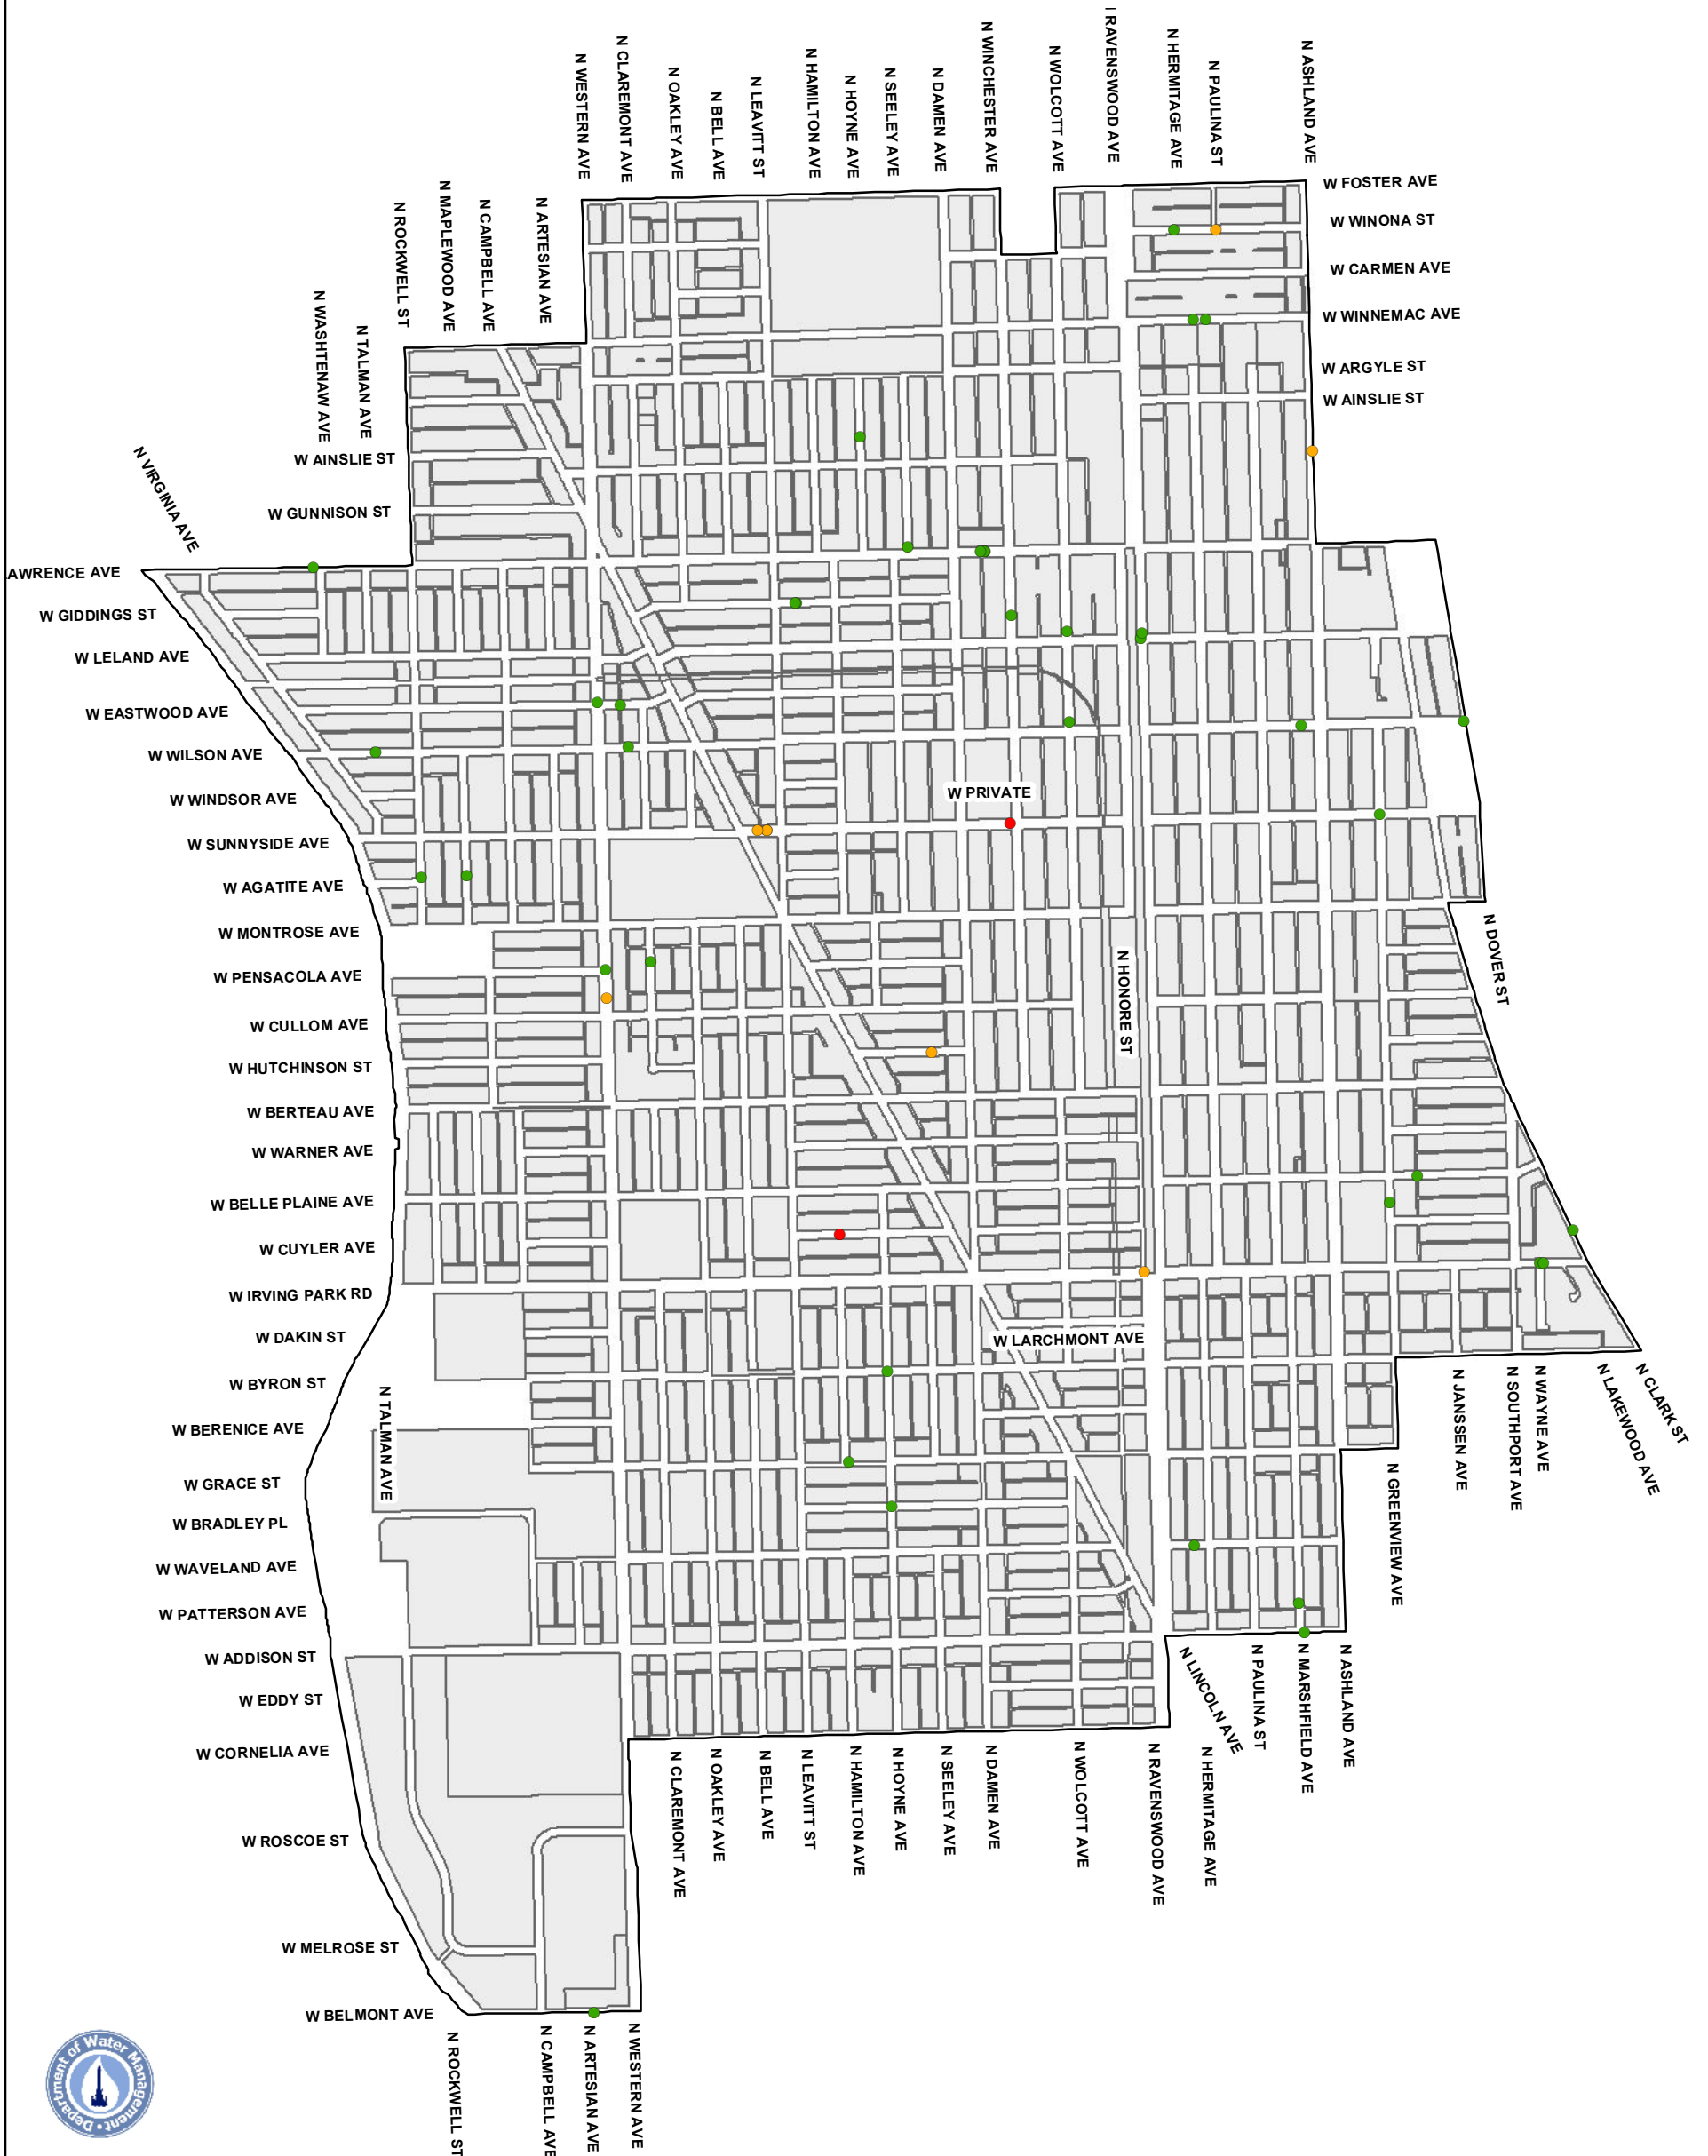 N WESTERN AVE
N CLAREMONT AVE
N OAKLEY AVE
N BELL AVE
N LEAVITT ST
N HAMILTON AVE
N HOYNE AVE
N SEELEY AVE
N DAMEN AVE
N WINCHESTER AVE
N WOLCOTT AVE
RAVENSWOOD AVE
N HERMITAGE AVE
N PAULINA ST
N ASHLAND AVE
W FOSTER AVE
W WINONA ST
W CARMEN AVE
W WINNEMAC AVE
W ARGYLE ST
W AINSLIE ST
N VIRGINIA AVE
N WASHTENAW AVE
N TALMAN AVE
N ROCKWELL ST
N MAPLEWOOD AVE
N CAMPBELL AVE
N ARTESIAN AVE
W AINSLIE ST
W GUNNISON ST
AWRENCE AVE
W GIDDINGS ST
W LELAND AVE
W EASTWOOD AVE
W WILSON AVE
W WINDSOR AVE
W PRIVATE
W SUNNYSIDE AVE
W AGATITE AVE
W MONTROSE AVE
W PENSACOLA AVE
N HONORE ST
N DOVER ST
W CULLOM AVE
W HUTCHINSON ST
W BERTEAU AVE
W WARNER AVE
W BELLE PLAINE AVE
W CUYLER AVE
W IRVING PARK RD
W DAKIN ST
W LARCHMONT AVE
W BYRON ST
N TALMAN AVE
W BERENICE AVE
W GRACE ST
W BRADLEY PL
W WAVELAND AVE
W PATTERSON AVE
W ADDISON ST
W EDDY ST
W CORNELIA AVE
W ROSCOE ST
W MELROSE ST
W BELMONT AVE
N GREENVIEW AVE
N JANSSEN AVE
N SOUTHPORT AVE
N WAYNE AVE
N LAKEWOOD AVE
N CLARK ST
N CLAREMONT AVE
N OAKLEY AVE
N BELL AVE
N LEAVITT ST
N HAMILTON AVE
N HOYNE AVE
N SEELEY AVE
N DAMEN AVE
N WOLCOTT AVE
N RAVENSWOOD AVE
N HERMITAGE AVE
N LINCOLN AVE
N PAULINA ST
N MARSHFIELD AVE
N ASHLAND AVE
N ROCKWELL ST
N CAMPBELL AVE
N ARTESIAN AVE
N WESTERN AVE
Department of Water Management